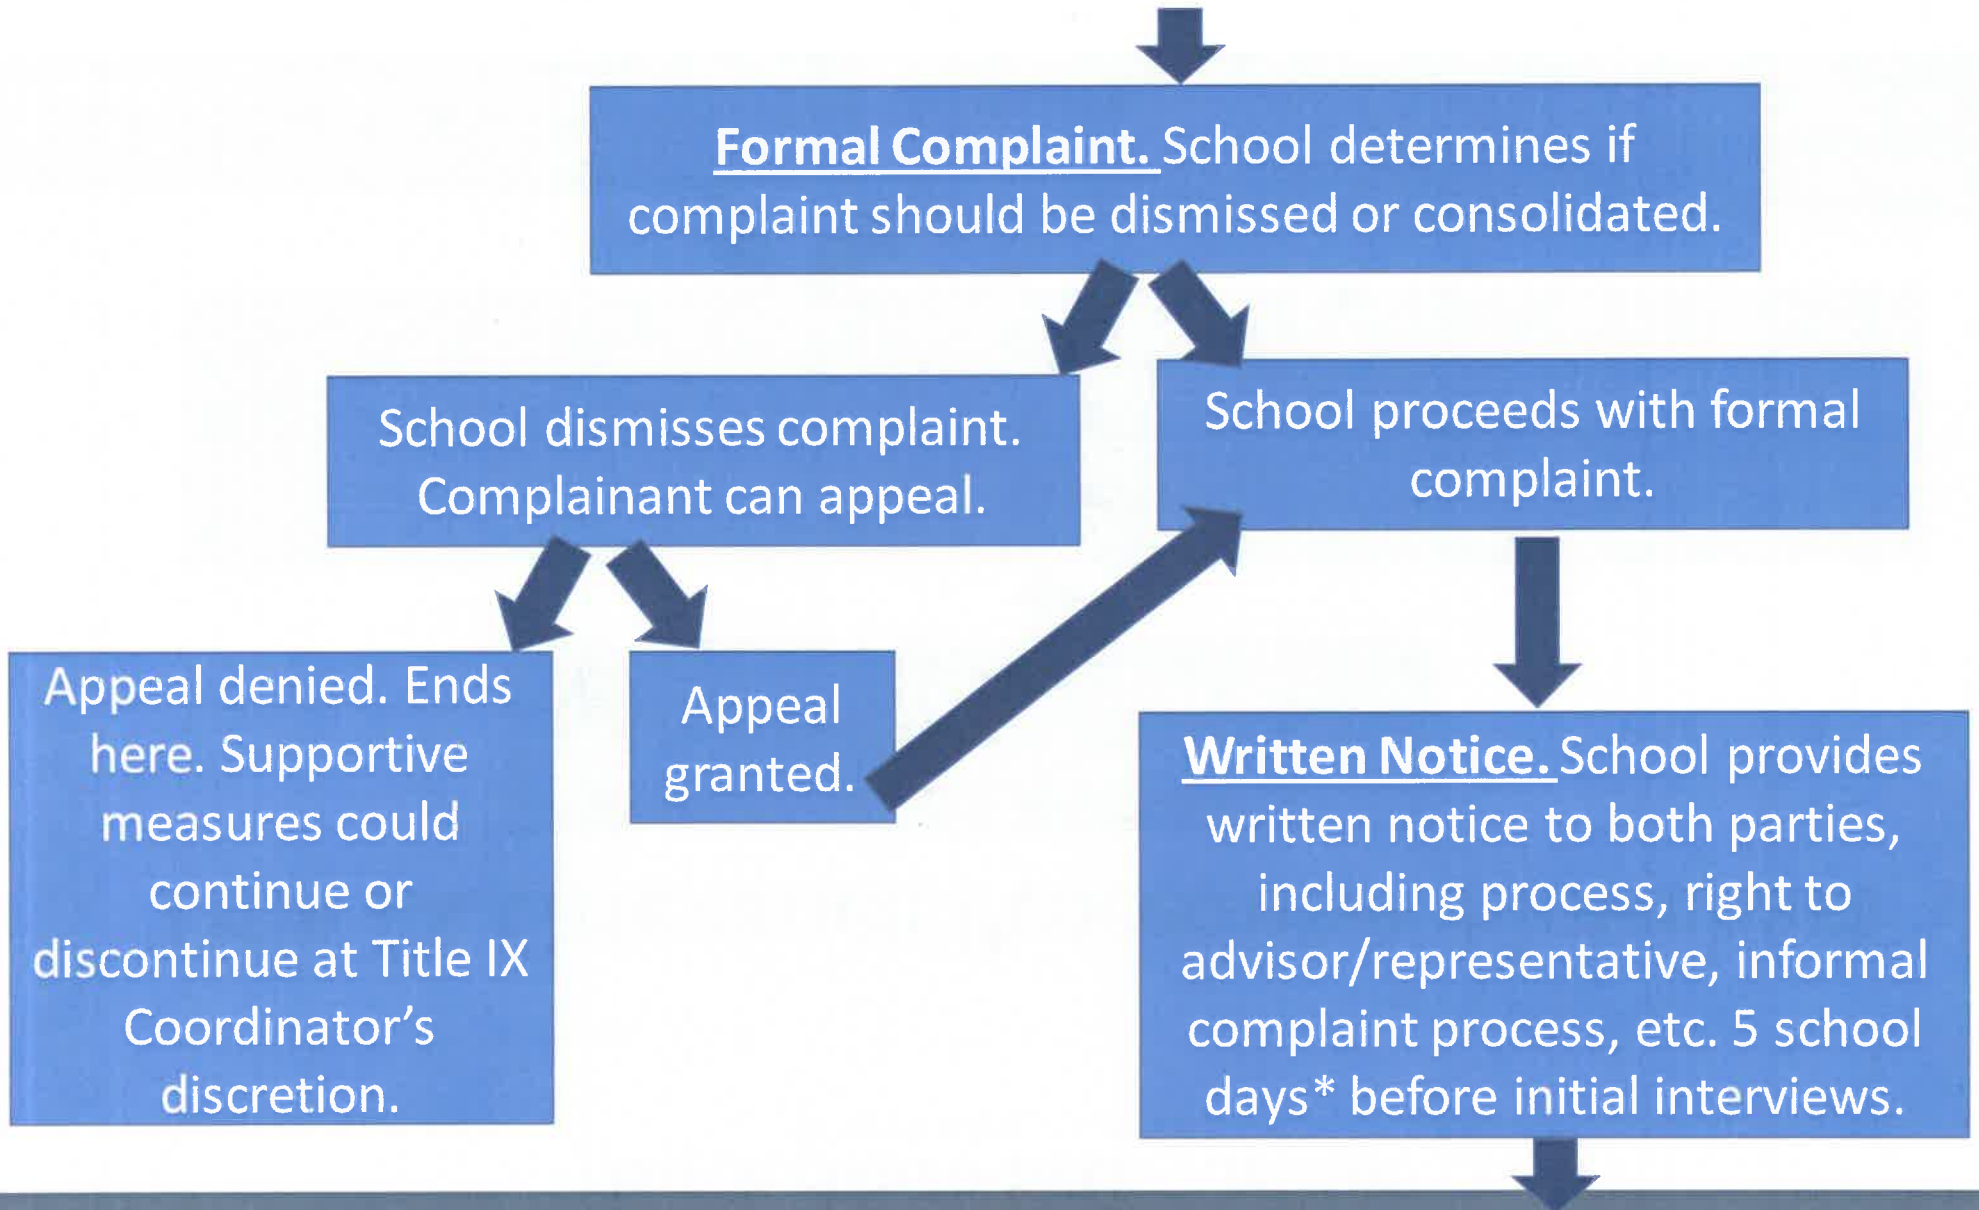 Formal Complaint. School determines if
complaint should be dismissed or consolidated.
School dismisses complaint.
Complainant can appeal.
School proceeds with formal
complaint.
Appeal denied. Ends
here. Supportive
measures could
continue or
discontinue at Title IX
Coordinator’s
discretion.
Appeal
granted.
Written Notice. School provides
written notice to both parties,
including process, right to
advisor/representative, informal
complaint process, etc. 5 school
days* before initial interviews.